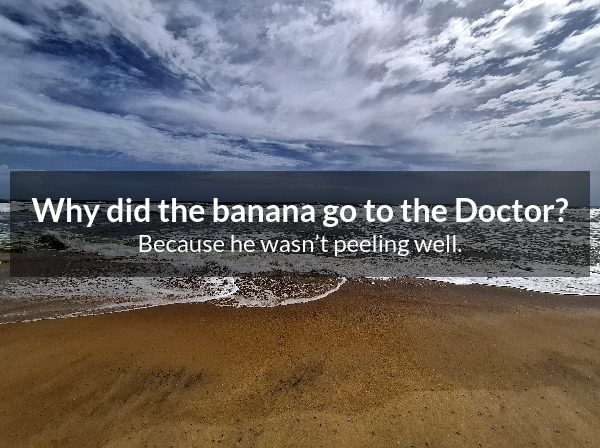 Why did the banana go to the Doctor?
Because he wasn’t peeling well.